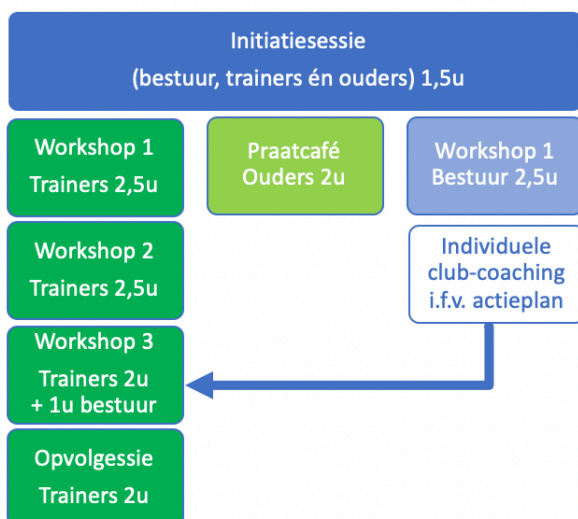 Initiatiesessie
(bestuur, trainers én ouders) 1,5u
Workshop 1
Trainers 2,5u
Praatcafé
Ouders 2u
Workshop 1
Bestuur 2,5u
Workshop 2
Trainers 2,5u
Individuele
club-coaching
i.f.v. actieplan
Workshop 3
Trainers 2u
+ 1u bestuur
Opvolgessie
Trainers 2u